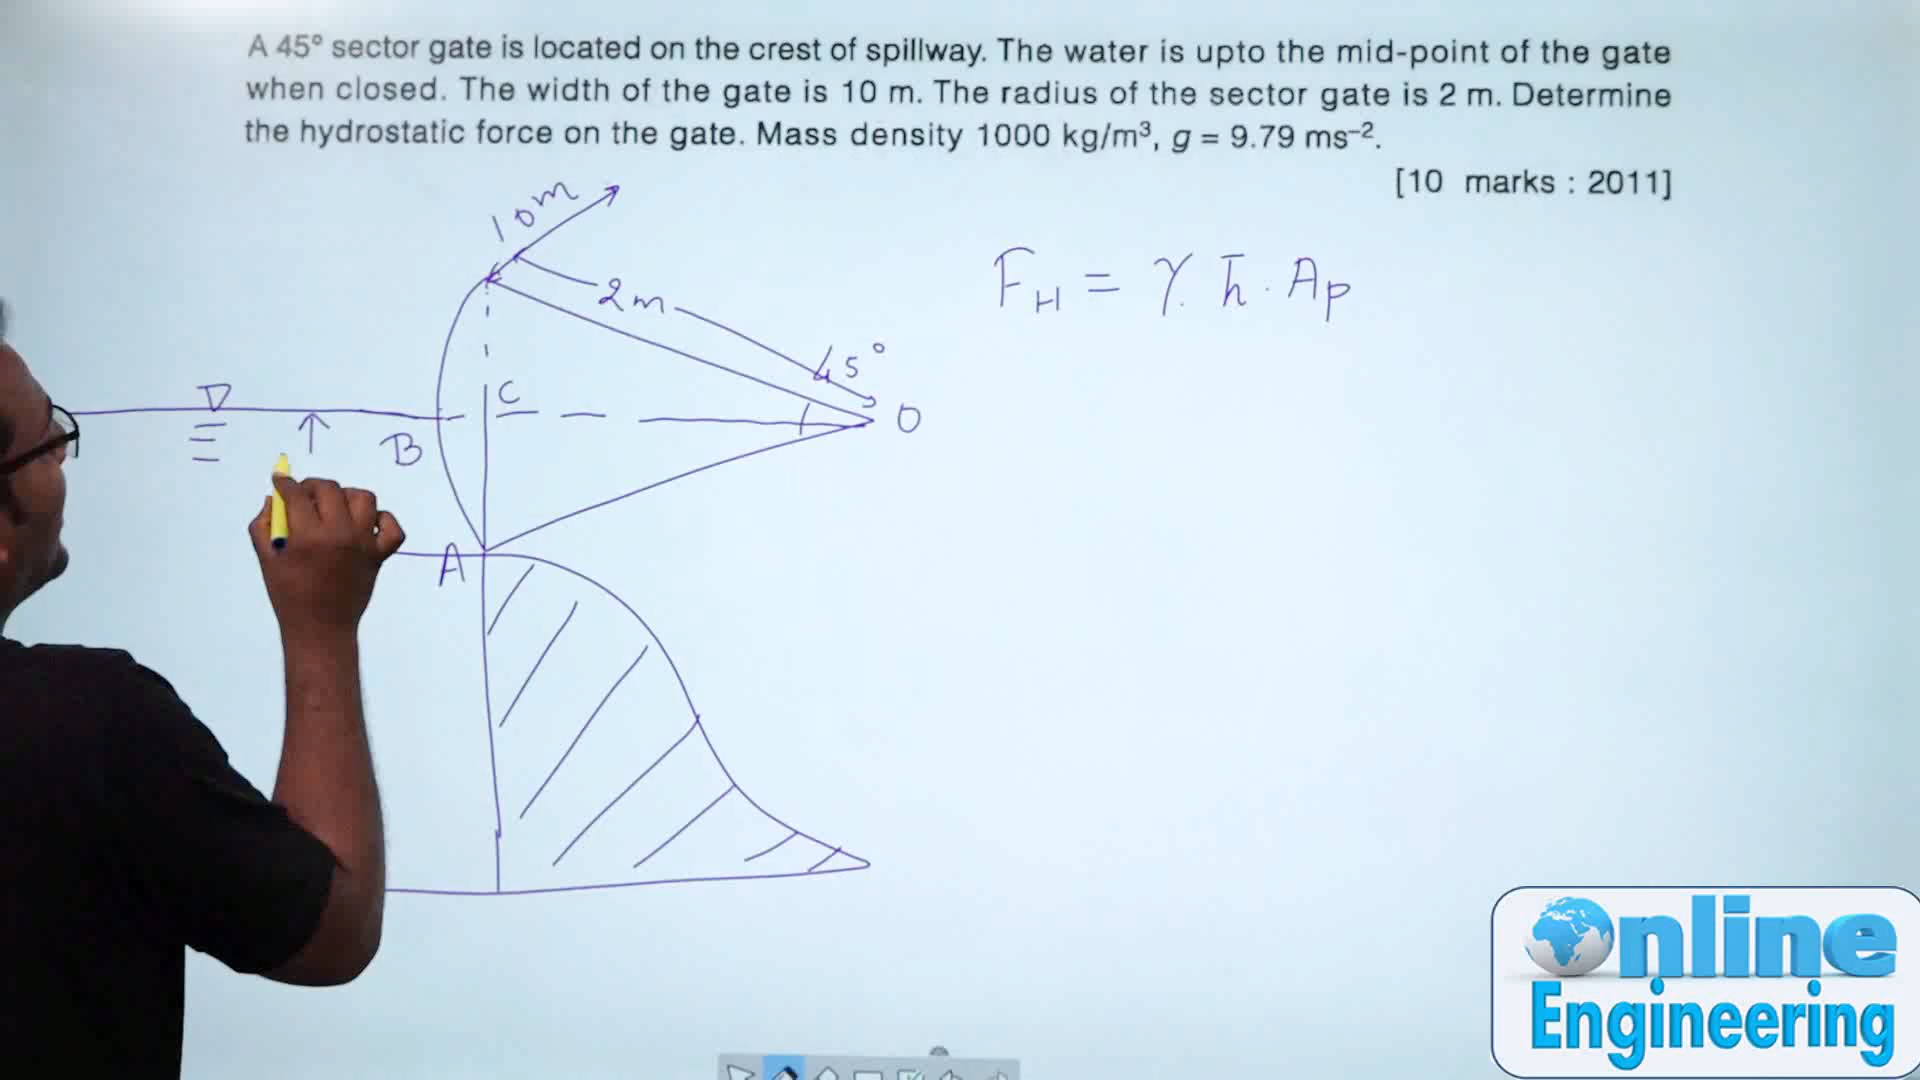 A 45° sector gate is located on the crest of spillway. The water is upto the mid-point of the gate
when closed. The width of the gate is 10 m. The radius of the sector gate is 2 m. Determine
the hydrostatic force on the gate. Mass density 1000 kg/m³, g = 9.79 ms⁻².
[10 marks : 2011]
10m
2m
45°
F_H = γ. h̄ . A_p
C
O
B
A
Online
Engineering